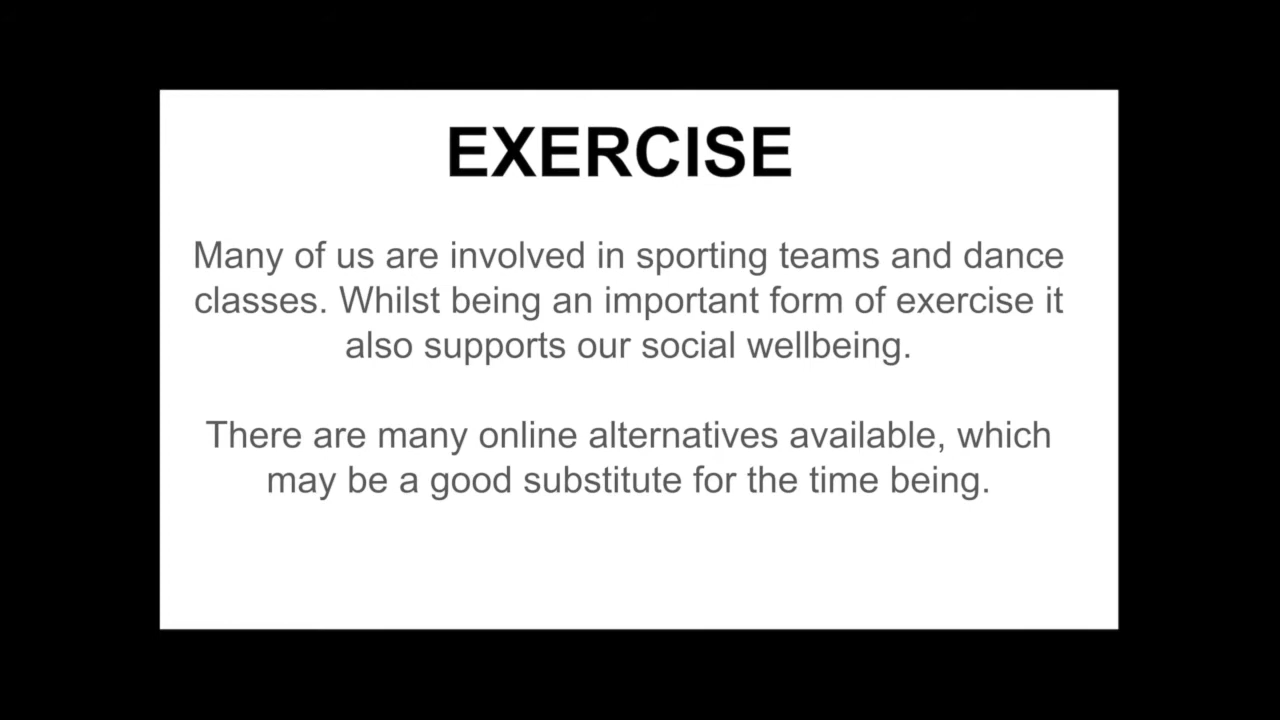 EXERCISE
Many of us are involved in sporting teams and dance
classes. Whilst being an important form of exercise it
also supports our social wellbeing.
There are many online alternatives available, which
may be a good substitute for the time being.